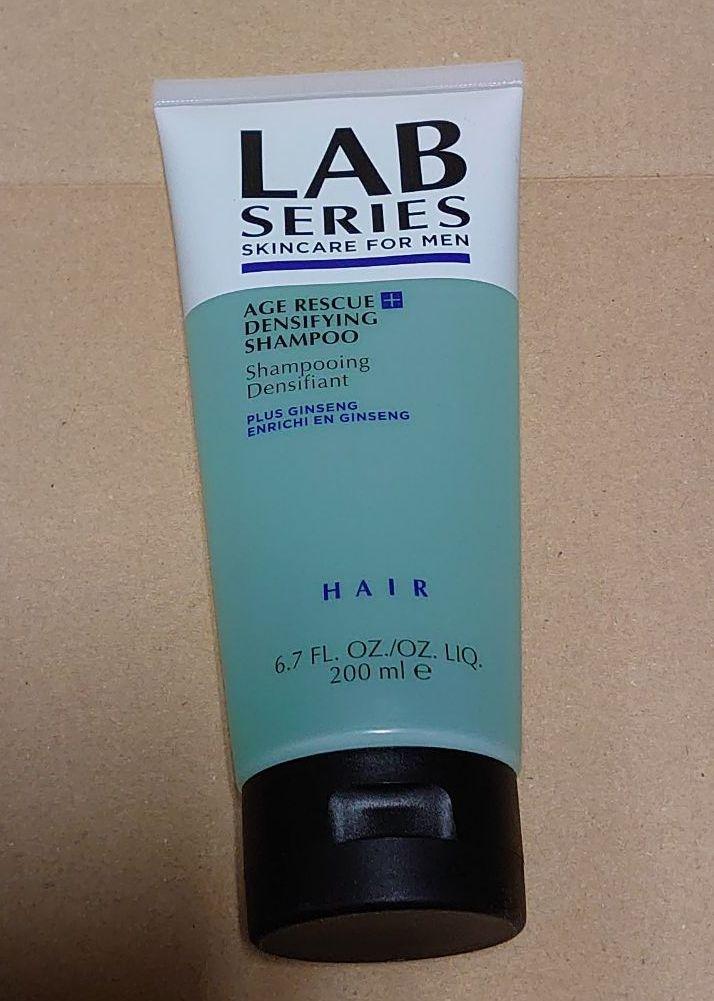 LAB
SERIES
SKINCARE FOR MEN
AGE RESCUE +
DENSIFYING
SHAMPOO
Shampooing
Densifiant
PLUS GINSENG
ENRICHI EN GINSENG
HAIR
6.7 FL. OZ./OZ. LIQ.
200 ml ℮